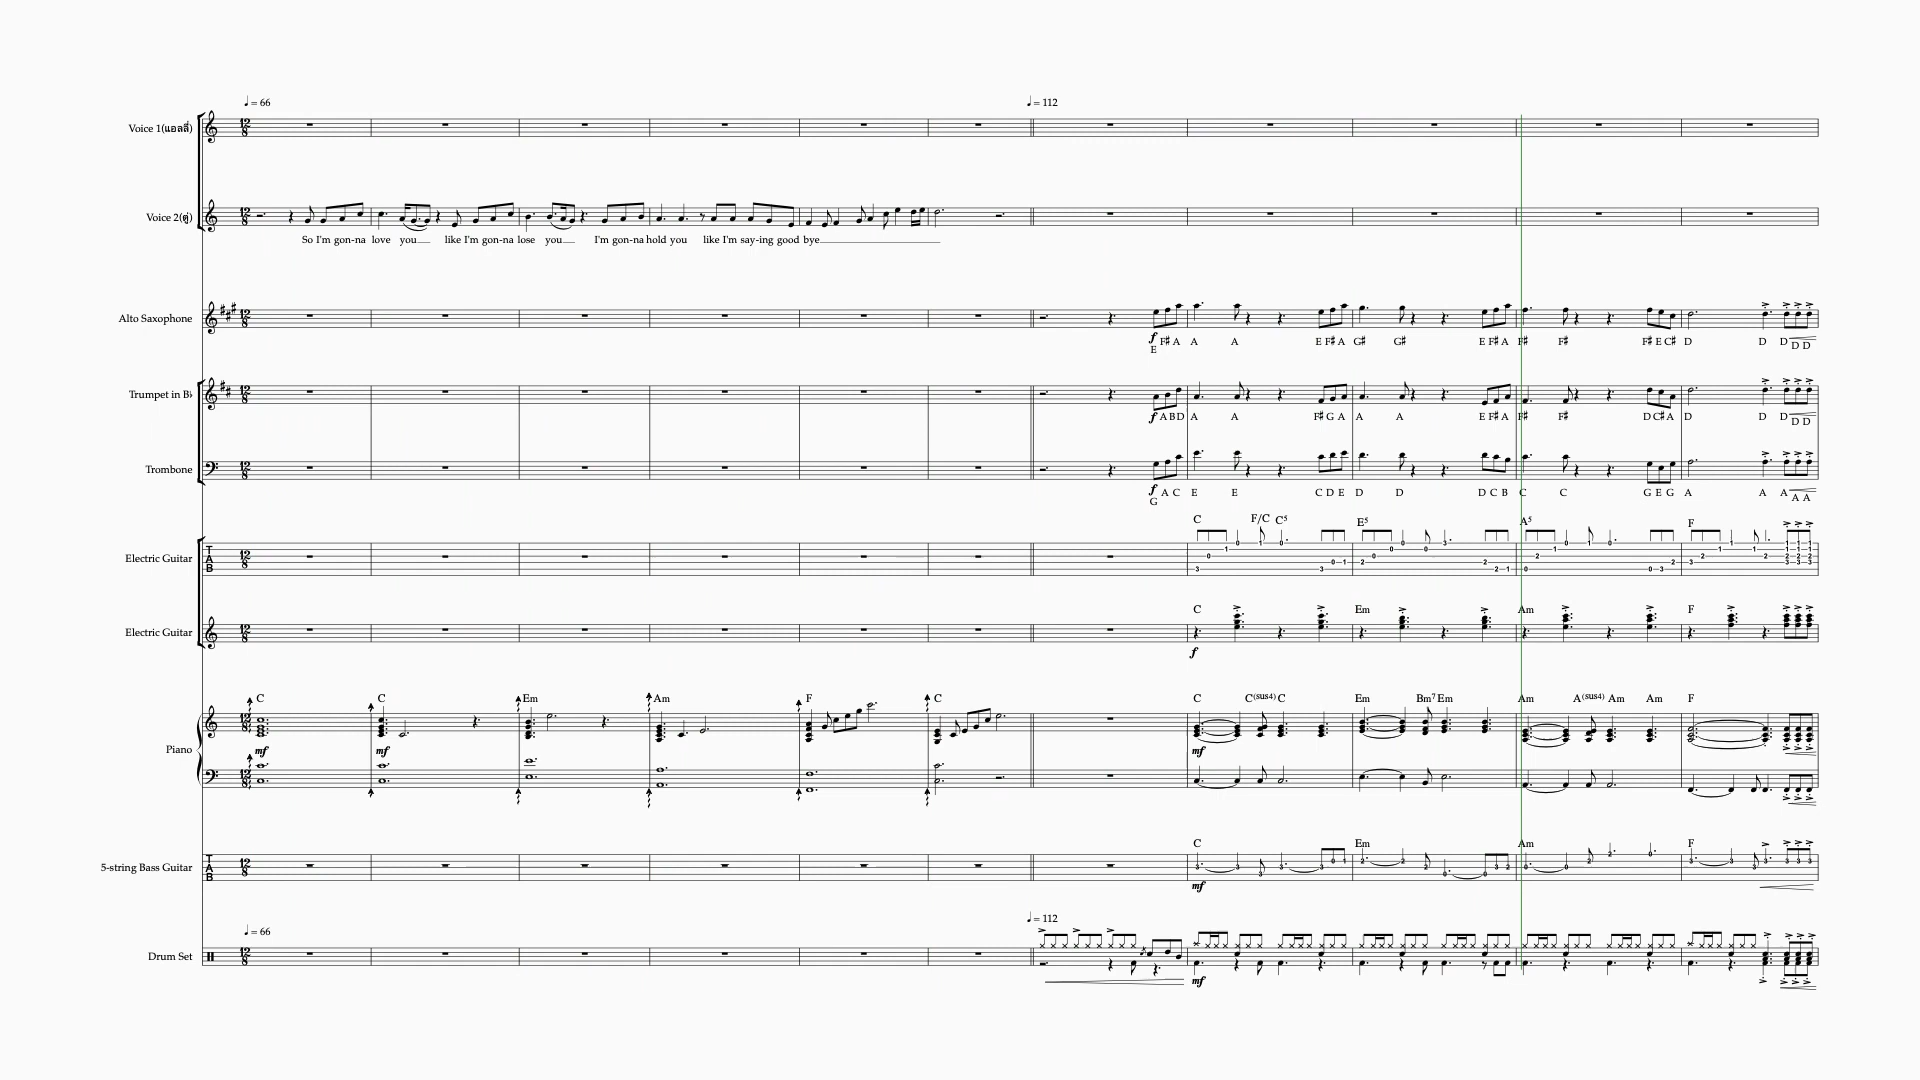 ♩ = 66 ♩ = 112
Voice 1(แอลลี่)
Voice 2(ตู่)
So I'm gon-na love you like I'm gon-na lose you I'm gon-na hold you like I'm say-ing good bye
Alto Saxophone
f F♯ A A A E F♯ A G♯ G♯ E F♯ A F♯ F♯ F♯ E C♯ D D D
E D D
Trumpet in B♭
f A B D A A F♯ G A A A E F♯ A F♯ F♯ D C♯ A D D D
D D
Trombone
f A C E E C D E D D D C B C C G E G A A A
G A A
C F/C C5 E5 A5 F
Electric Guitar
T
A
B
C Em Am F
Electric Guitar
f
C C Em Am F C C C(sus4) C Em Bm7 Em Am A(sus4) Am Am F
Piano
mf mf mf
C Em Am F
5-string Bass Guitar
T
A
B
mf
♩ = 66 ♩ = 112
Drum Set
mf